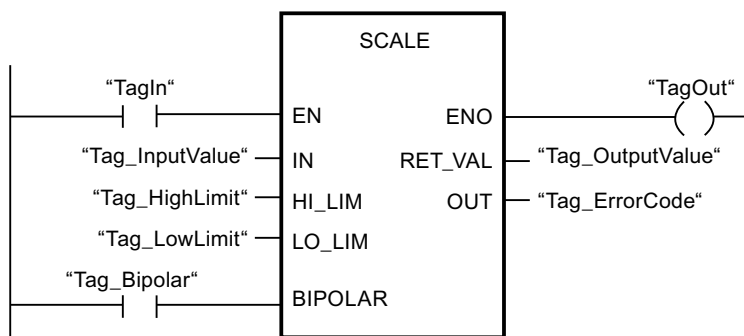 SCALE
“TagIn“
“TagOut“
EN
ENO
“Tag_InputValue“
IN
RET_VAL
“Tag_OutputValue“
“Tag_HighLimit“
HI_LIM
OUT
“Tag_ErrorCode“
“Tag_LowLimit“
LO_LIM
“Tag_Bipolar“
BIPOLAR